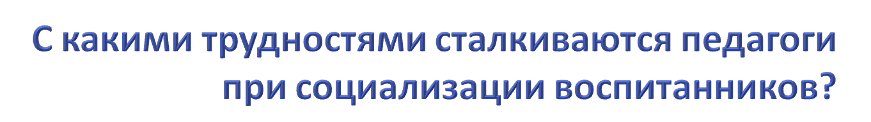 С какими трудностями сталкиваются педагоги
при социализации воспитанников?